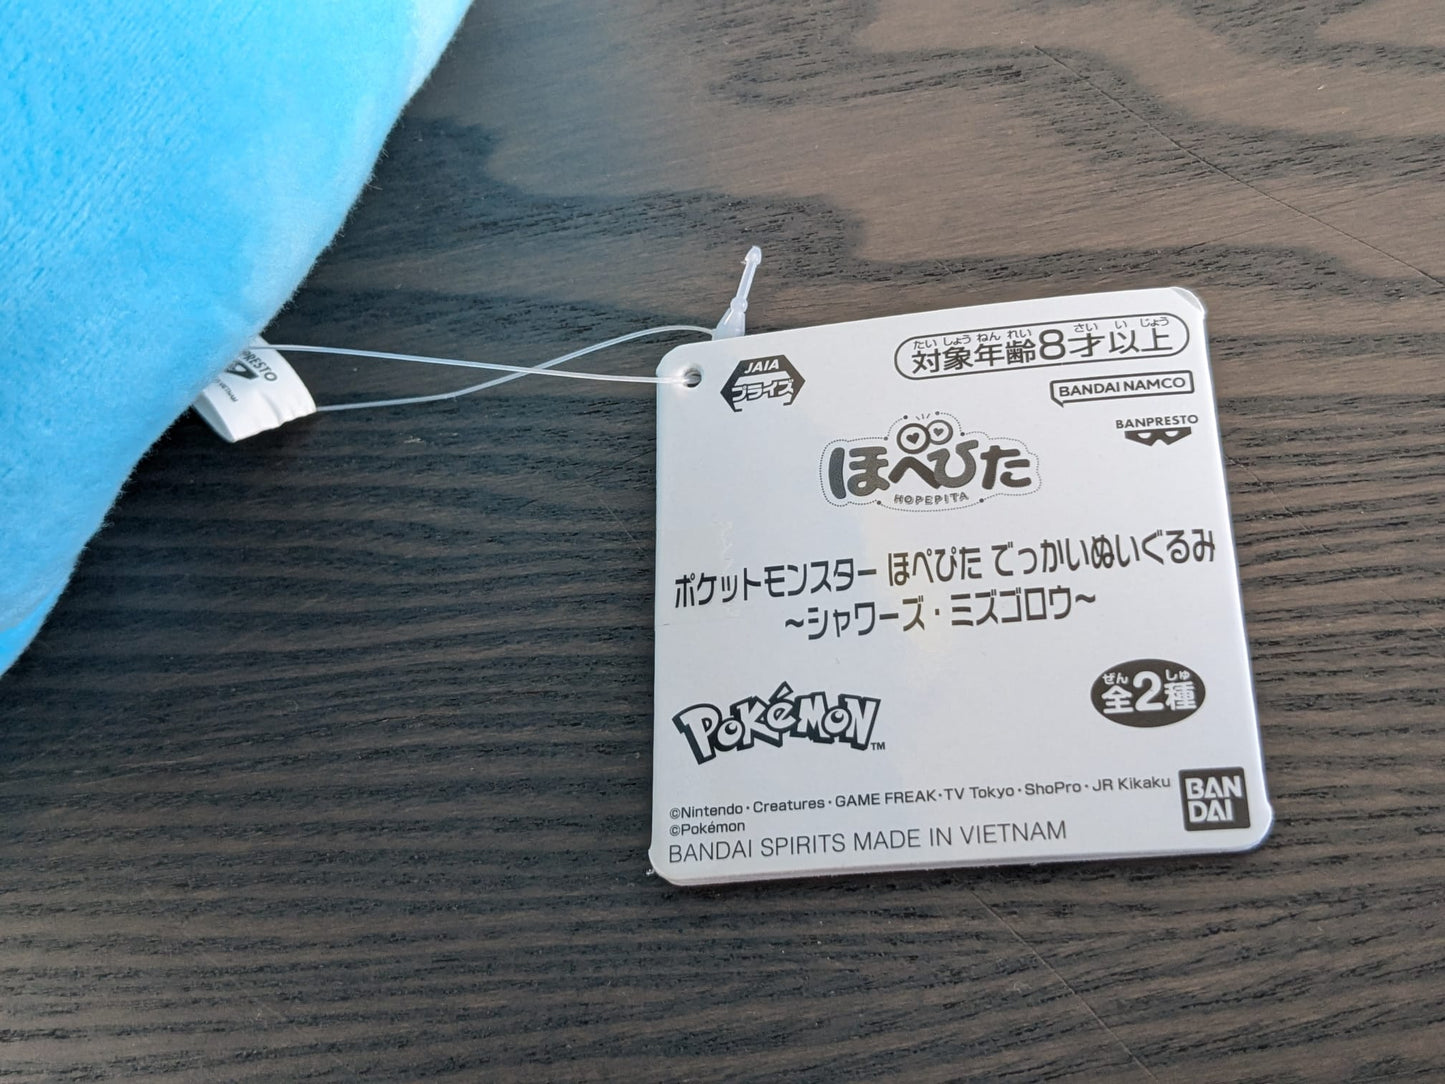 JAIA
プライズ
たいしょうねんれい さい いじょう
対象年齢8才以上
BANDAI NAMCO
BANPRESTO
ほぺぴた
HOPEPITA
ポケットモンスター ほぺぴた でっかいぬいぐるみ
~シャワーズ・ミズゴロウ~
ぜん しゅ
全2種
POKéMON™
©Nintendo・Creatures・GAME FREAK・TV Tokyo・ShoPro・JR Kikaku
©Pokémon
BANDAI SPIRITS MADE IN VIETNAM
BAN
DAI